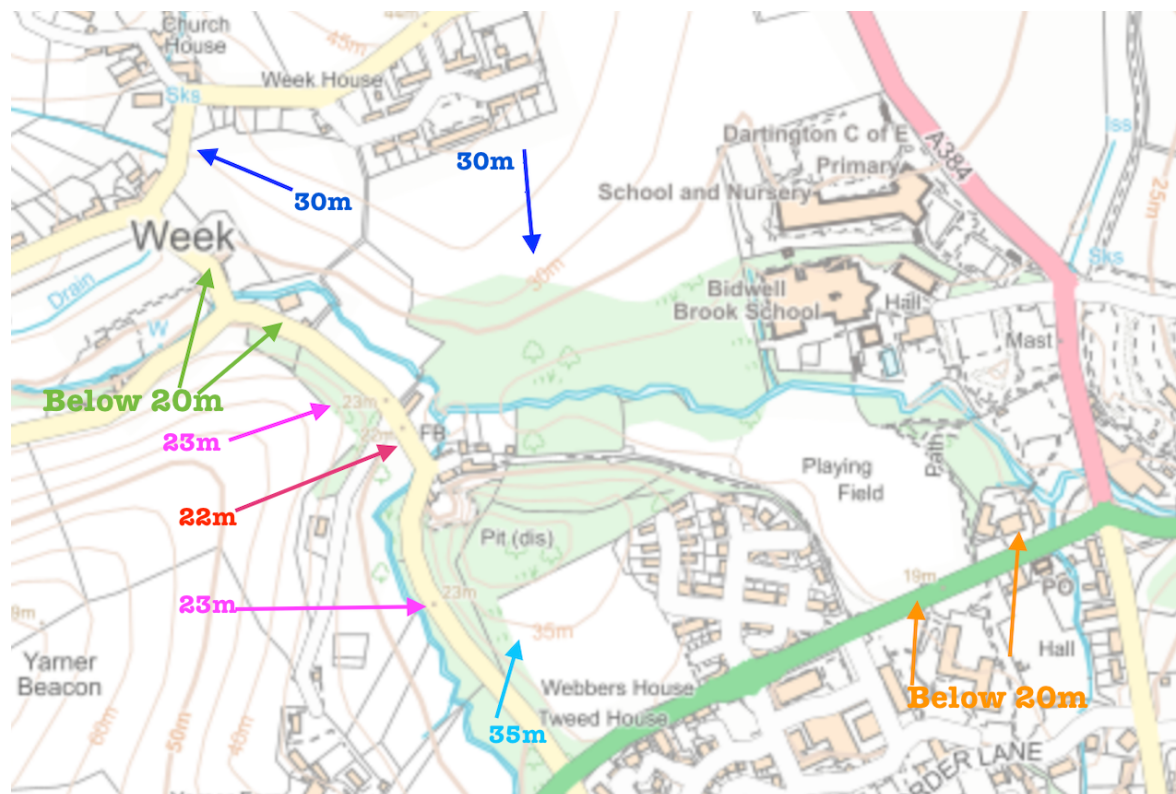 Church
House
45m
Week House
Sks
30m
30m
Dartington C of E
Primary
School and Nursery
A384
Iss
25m
Week
Sks
Drain
30m
Bidwell
Brook School
Hall
W
Mast
Below 20m
23m
23m
FB
22m
Path
Playing
Field
Pit (dis)
19m
23m
23m
PO
35m
Hall
9m
Yarner
Beacon
Webbers House
Below 20m
Tweed House
35m
50m
40m
RDER LANE